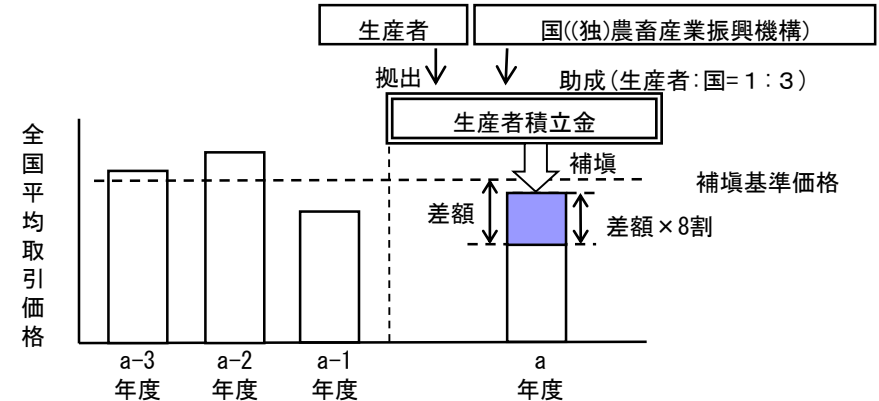 生産者
国((独)農畜産業振興機構)
拠出
助成(生産者:国=1:3)
生産者積立金
補塡
補塡基準価格
全国平均取引価格
差額
差額×8割
a-3
年度
a-2
年度
a-1
年度
a
年度